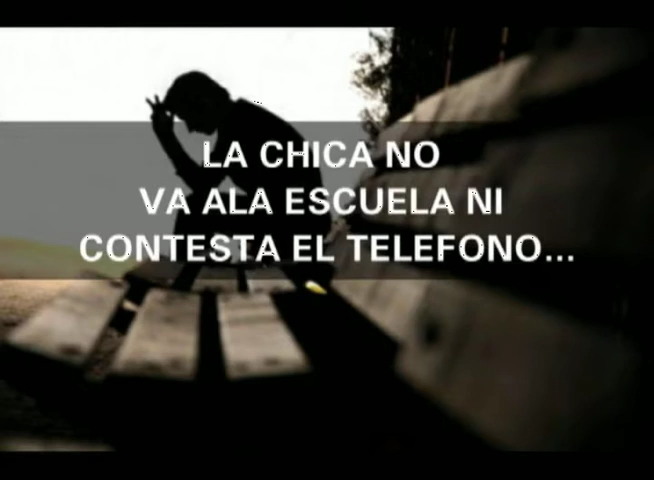 LA CHICA NO
VA ALA ESCUELA NI
CONTESTA EL TELEFONO...